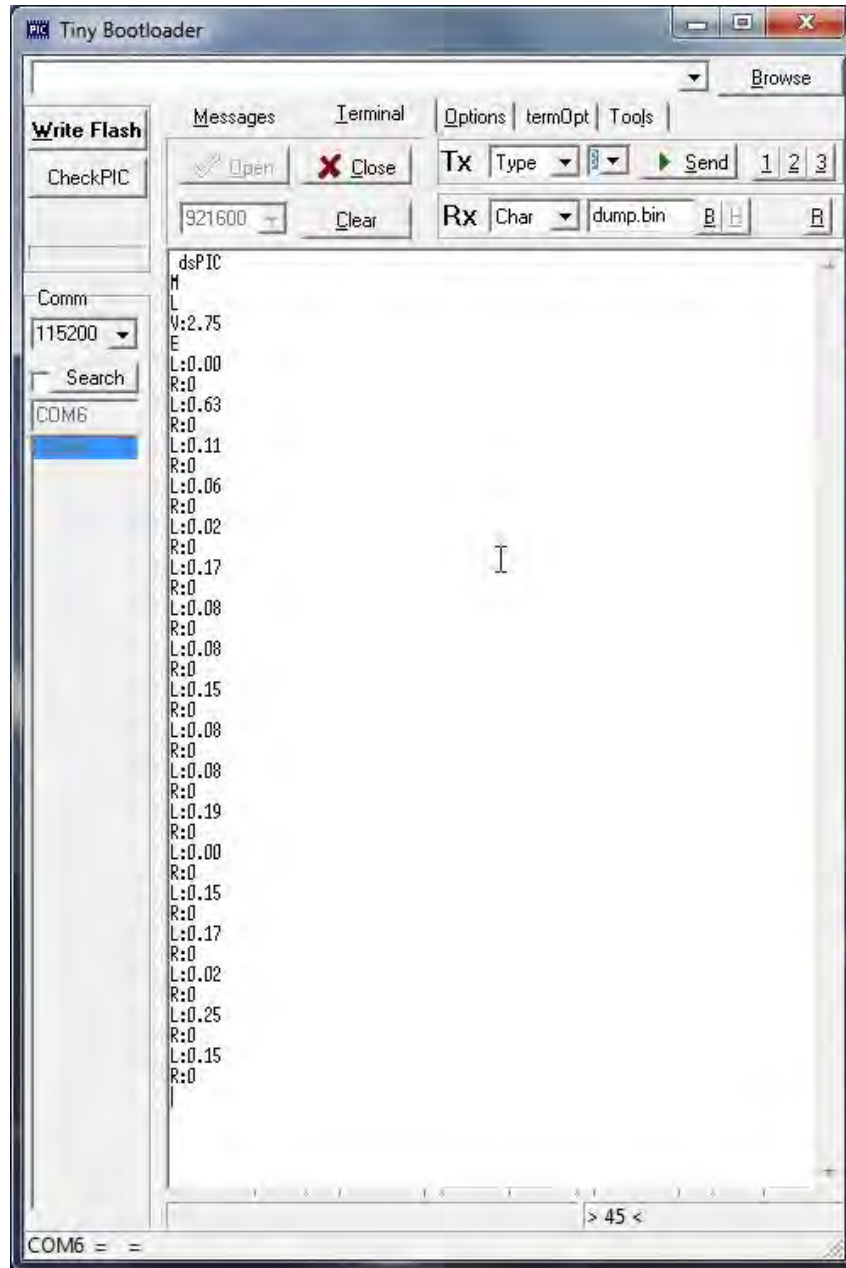 PIC Tiny Bootloader
Browse
Write Flash
CheckPIC
Messages Terminal Options termOpt Tools
Open Close Tx Type Send 1 2 3
921600 Clear Rx Char dump.bin B H R
Comm
115200
Search
COM6
dsPIC
M
L
V:2.75
E
L:0.00
R:0
L:0.63
R:0
L:0.11
R:0
L:0.06
R:0
L:0.02
R:0
L:0.17
R:0
L:0.08
R:0
L:0.08
R:0
L:0.15
R:0
L:0.08
R:0
L:0.08
R:0
L:0.19
R:0
L:0.00
R:0
L:0.15
R:0
L:0.17
R:0
L:0.02
R:0
L:0.25
R:0
L:0.15
R:0
> 45 <
COM6 = =